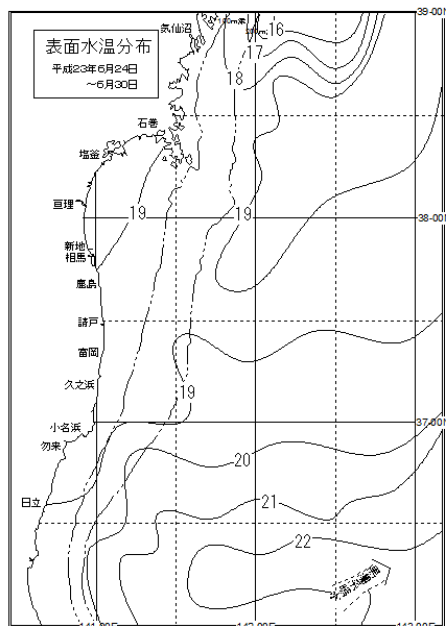 表面水温分布
平成23年6月24日
～6月30日
気仙沼
石巻
塩釜
亘理
新地
相馬
鹿島
請戸
富岡
久之浜
小名浜
勿来
日立
39-00N
38-00N
37-00N
16
17
18
19
19
19
20
21
22